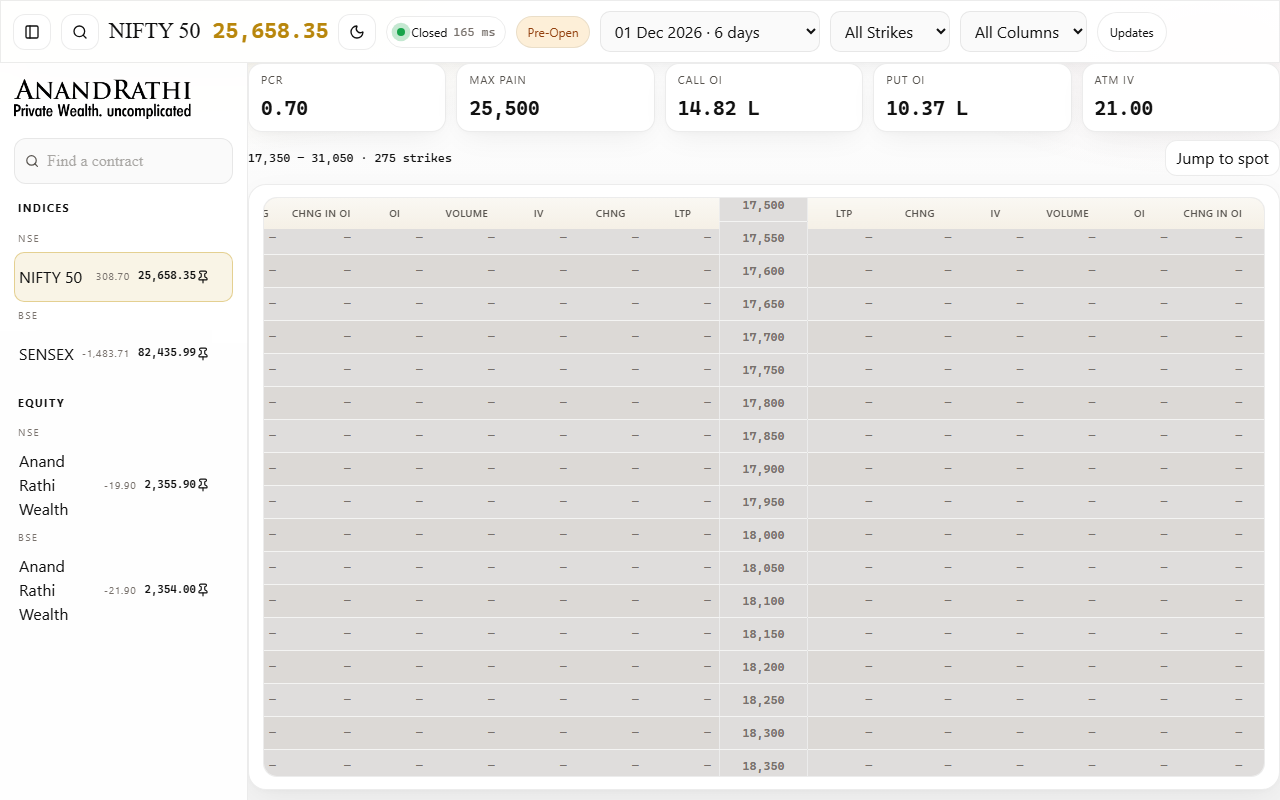 NIFTY 50 25,658.35 Closed 165 ms Pre-Open 01 Dec 2026 · 6 days All Strikes All Columns Updates
ANANDRATHI
Private Wealth. uncomplicated
Find a contract
INDICES
NSE
NIFTY 50 308.70 25,658.35
BSE
SENSEX -1,483.71 82,435.99
EQUITY
NSE
Anand
Rathi -19.90 2,355.90
Wealth
BSE
Anand
Rathi -21.90 2,354.00
Wealth
PCR MAX PAIN CALL OI PUT OI ATM IV
0.70 25,500 14.82 L 10.37 L 21.00
17,350 – 31,050 · 275 strikes Jump to spot
G CHNG IN OI OI VOLUME IV CHNG LTP 17,500 LTP CHNG IV VOLUME OI CHNG IN OI
– – – – – – – 17,550 – – – – – –
– – – – – – – 17,600 – – – – – –
– – – – – – – 17,650 – – – – – –
– – – – – – – 17,700 – – – – – –
– – – – – – – 17,750 – – – – – –
– – – – – – – 17,800 – – – – – –
– – – – – – – 17,850 – – – – – –
– – – – – – – 17,900 – – – – – –
– – – – – – – 17,950 – – – – – –
– – – – – – – 18,000 – – – – – –
– – – – – – – 18,050 – – – – – –
– – – – – – – 18,100 – – – – – –
– – – – – – – 18,150 – – – – – –
– – – – – – – 18,200 – – – – – –
– – – – – – – 18,250 – – – – – –
– – – – – – – 18,300 – – – – – –
– – – – – – – 18,350 – – – – – –